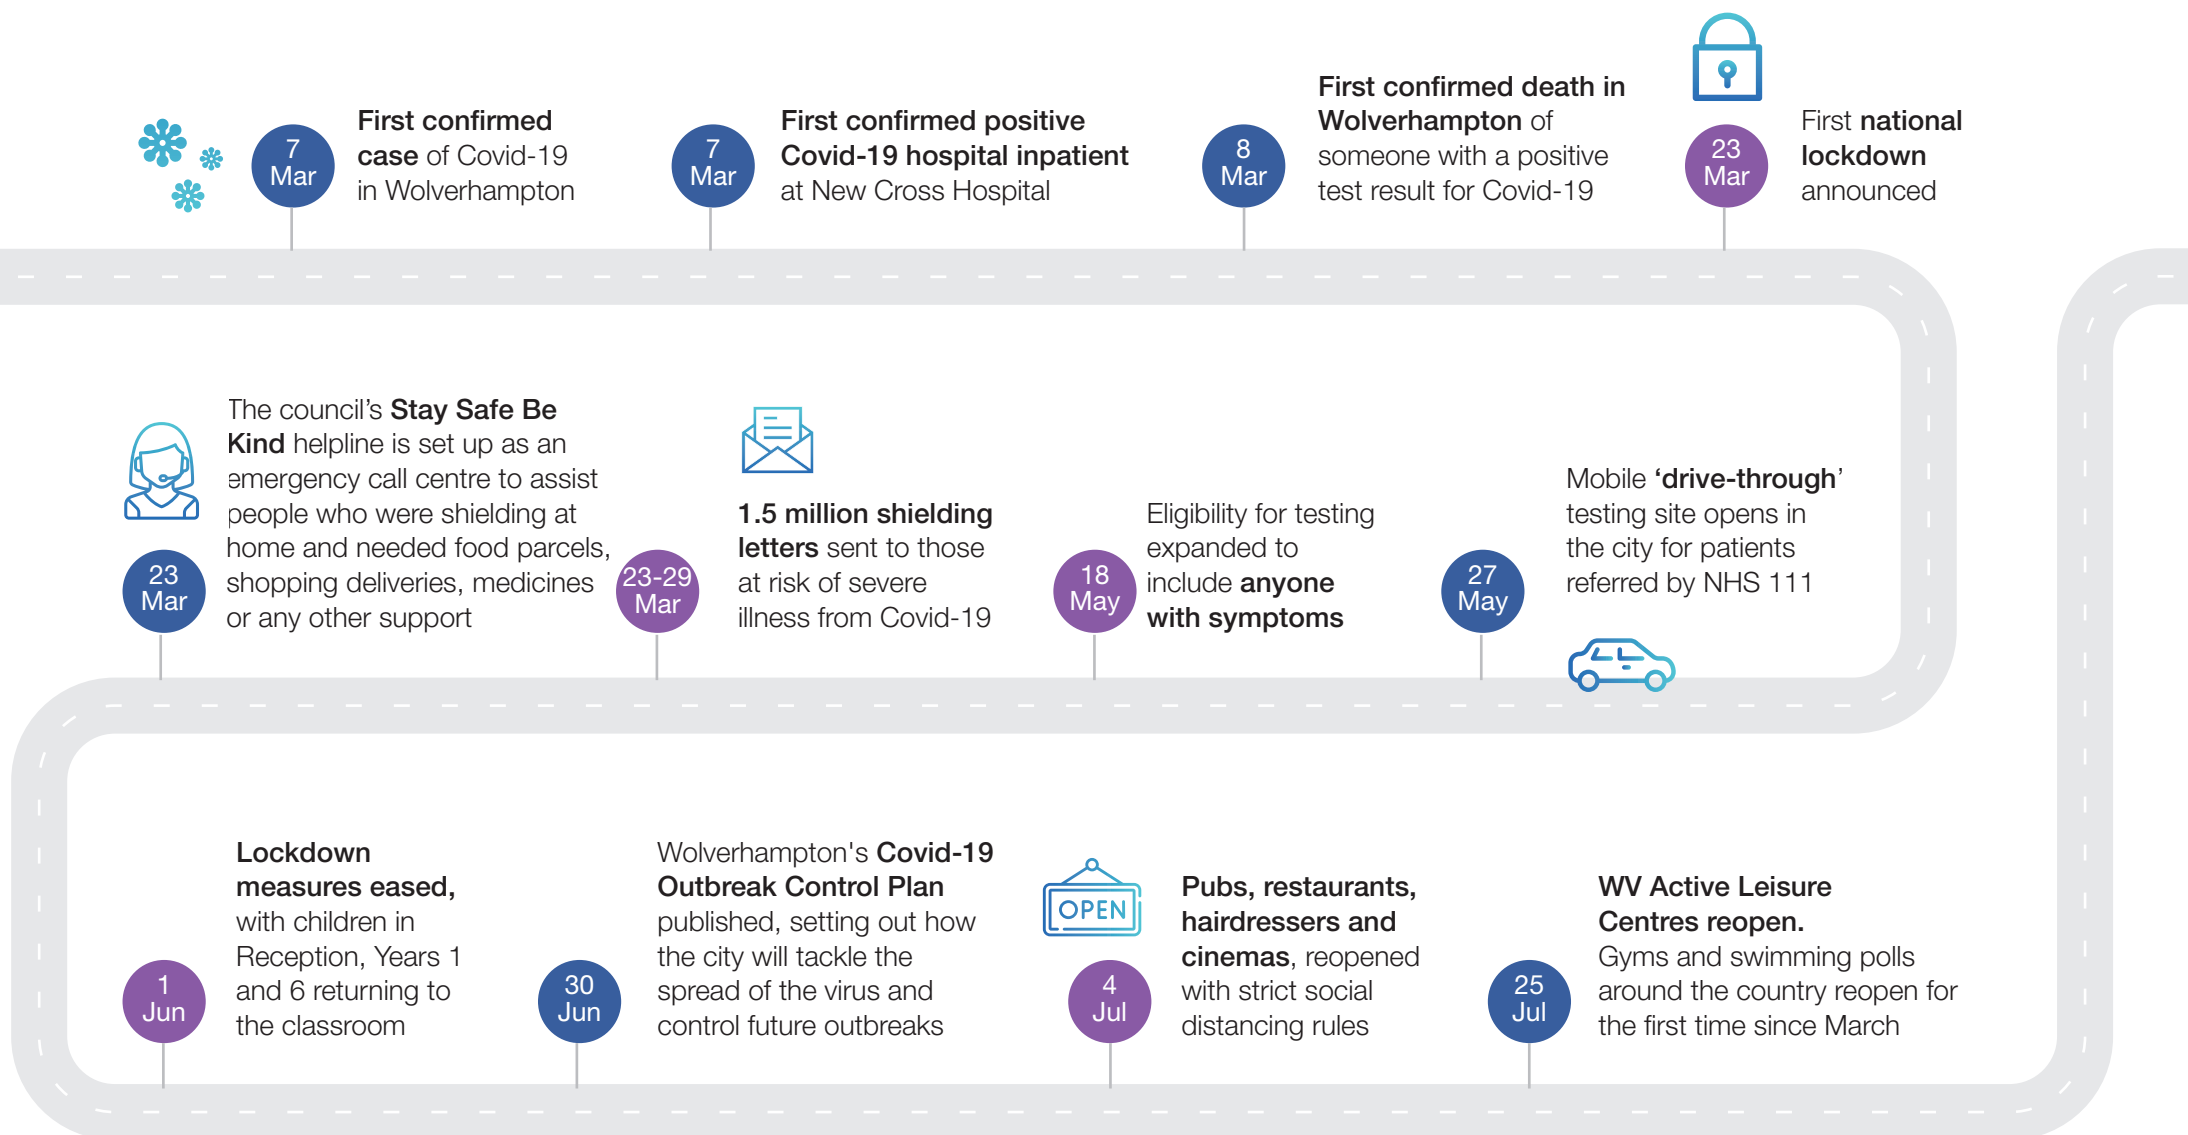 7
Mar
First confirmed
case of Covid-19
in Wolverhampton
7
Mar
First confirmed positive
Covid-19 hospital inpatient
at New Cross Hospital
8
Mar
First confirmed death in
Wolverhampton of
someone with a positive
test result for Covid-19
23
Mar
First national
lockdown
announced
23
Mar
The council’s Stay Safe Be
Kind helpline is set up as an
emergency call centre to assist
people who were shielding at
home and needed food parcels,
shopping deliveries, medicines
or any other support
23-29
Mar
1.5 million shielding
letters sent to those
at risk of severe
illness from Covid-19
18
May
Eligibility for testing
expanded to
include anyone
with symptoms
27
May
Mobile ‘drive-through’
testing site opens in
the city for patients
referred by NHS 111
1
Jun
Lockdown
measures eased,
with children in
Reception, Years 1
and 6 returning to
the classroom
30
Jun
Wolverhampton's Covid-19
Outbreak Control Plan
published, setting out how
the city will tackle the
spread of the virus and
control future outbreaks
OPEN
4
Jul
Pubs, restaurants,
hairdressers and
cinemas, reopened
with strict social
distancing rules
25
Jul
WV Active Leisure
Centres reopen.
Gyms and swimming polls
around the country reopen for
the first time since March